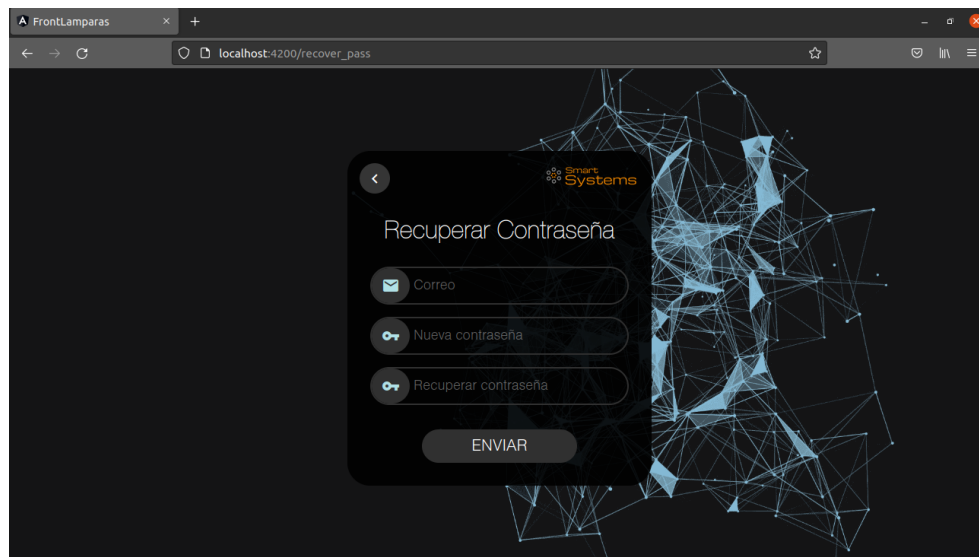 FrontLamparas
localhost:4200/recover_pass
Smart
Systems
Recuperar Contraseña
Correo
Nueva contraseña
Recuperar contraseña
ENVIAR